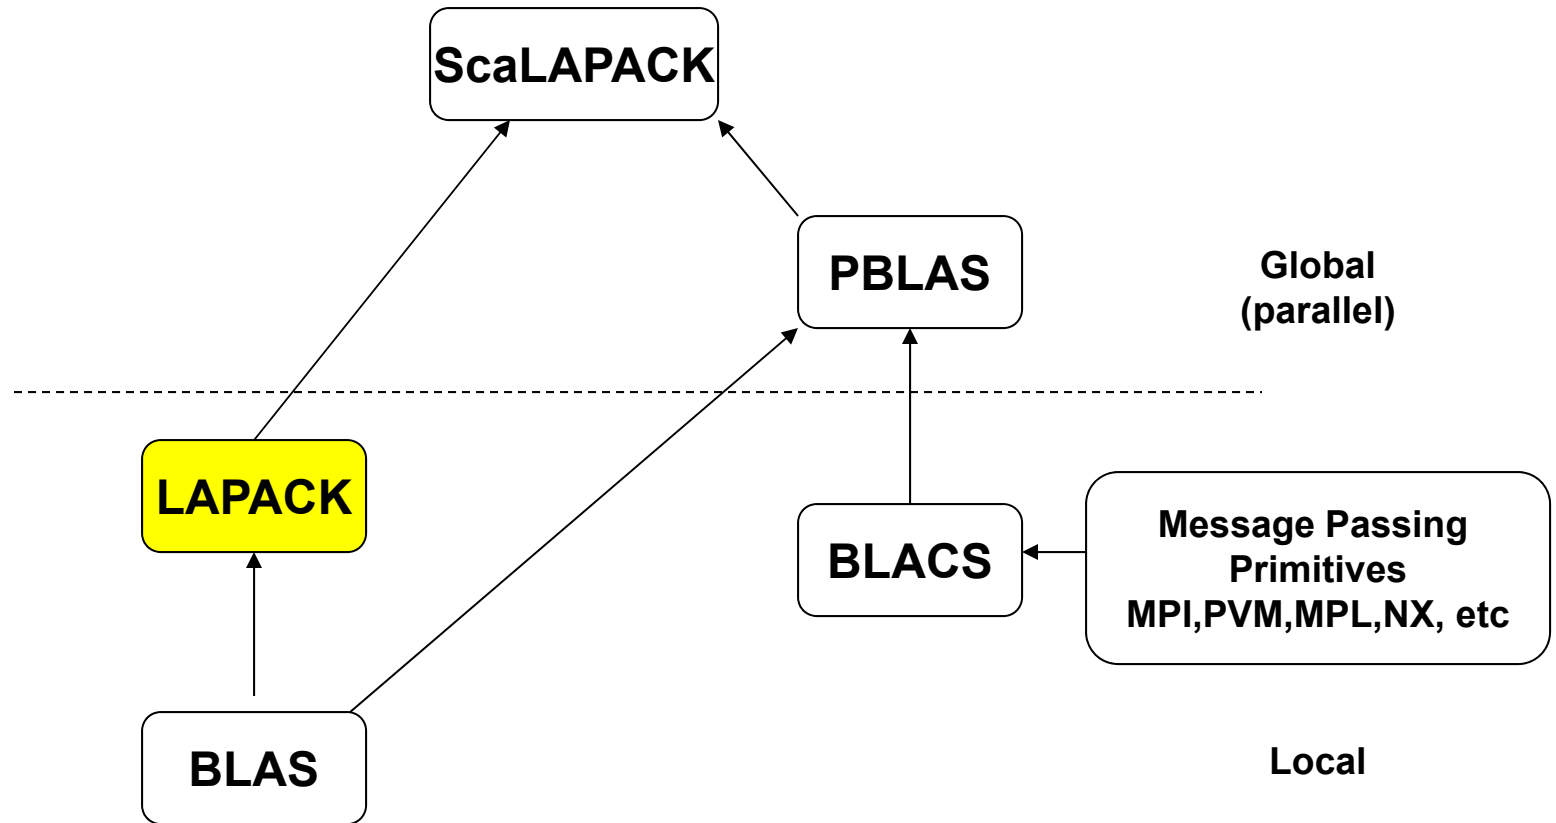 ScaLAPACK
PBLAS
Global
(parallel)
LAPACK
BLACS
Message Passing
Primitives
MPI,PVM,MPL,NX, etc
BLAS
Local